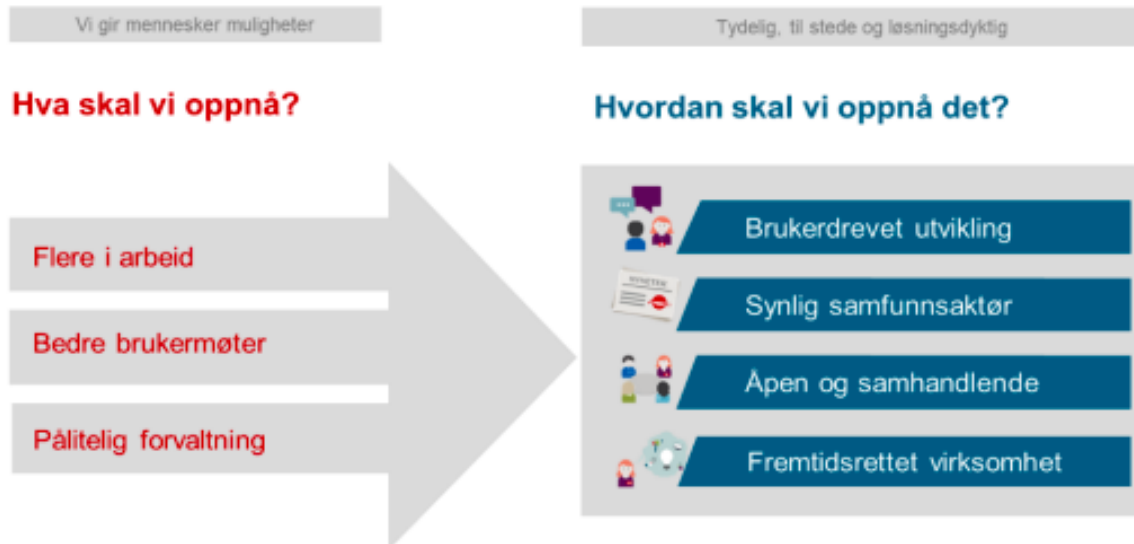 Vi gir mennesker muligheter
Tydelig, til stede og løsningsdyktig
Hva skal vi oppnå?
Hvordan skal vi oppnå det?
Flere i arbeid
Bedre brukermøter
Pålitelig forvaltning
Brukerdrevet utvikling
NYHETER
Synlig samfunnsaktør
Åpen og samhandlende
Fremtidsrettet virksomhet